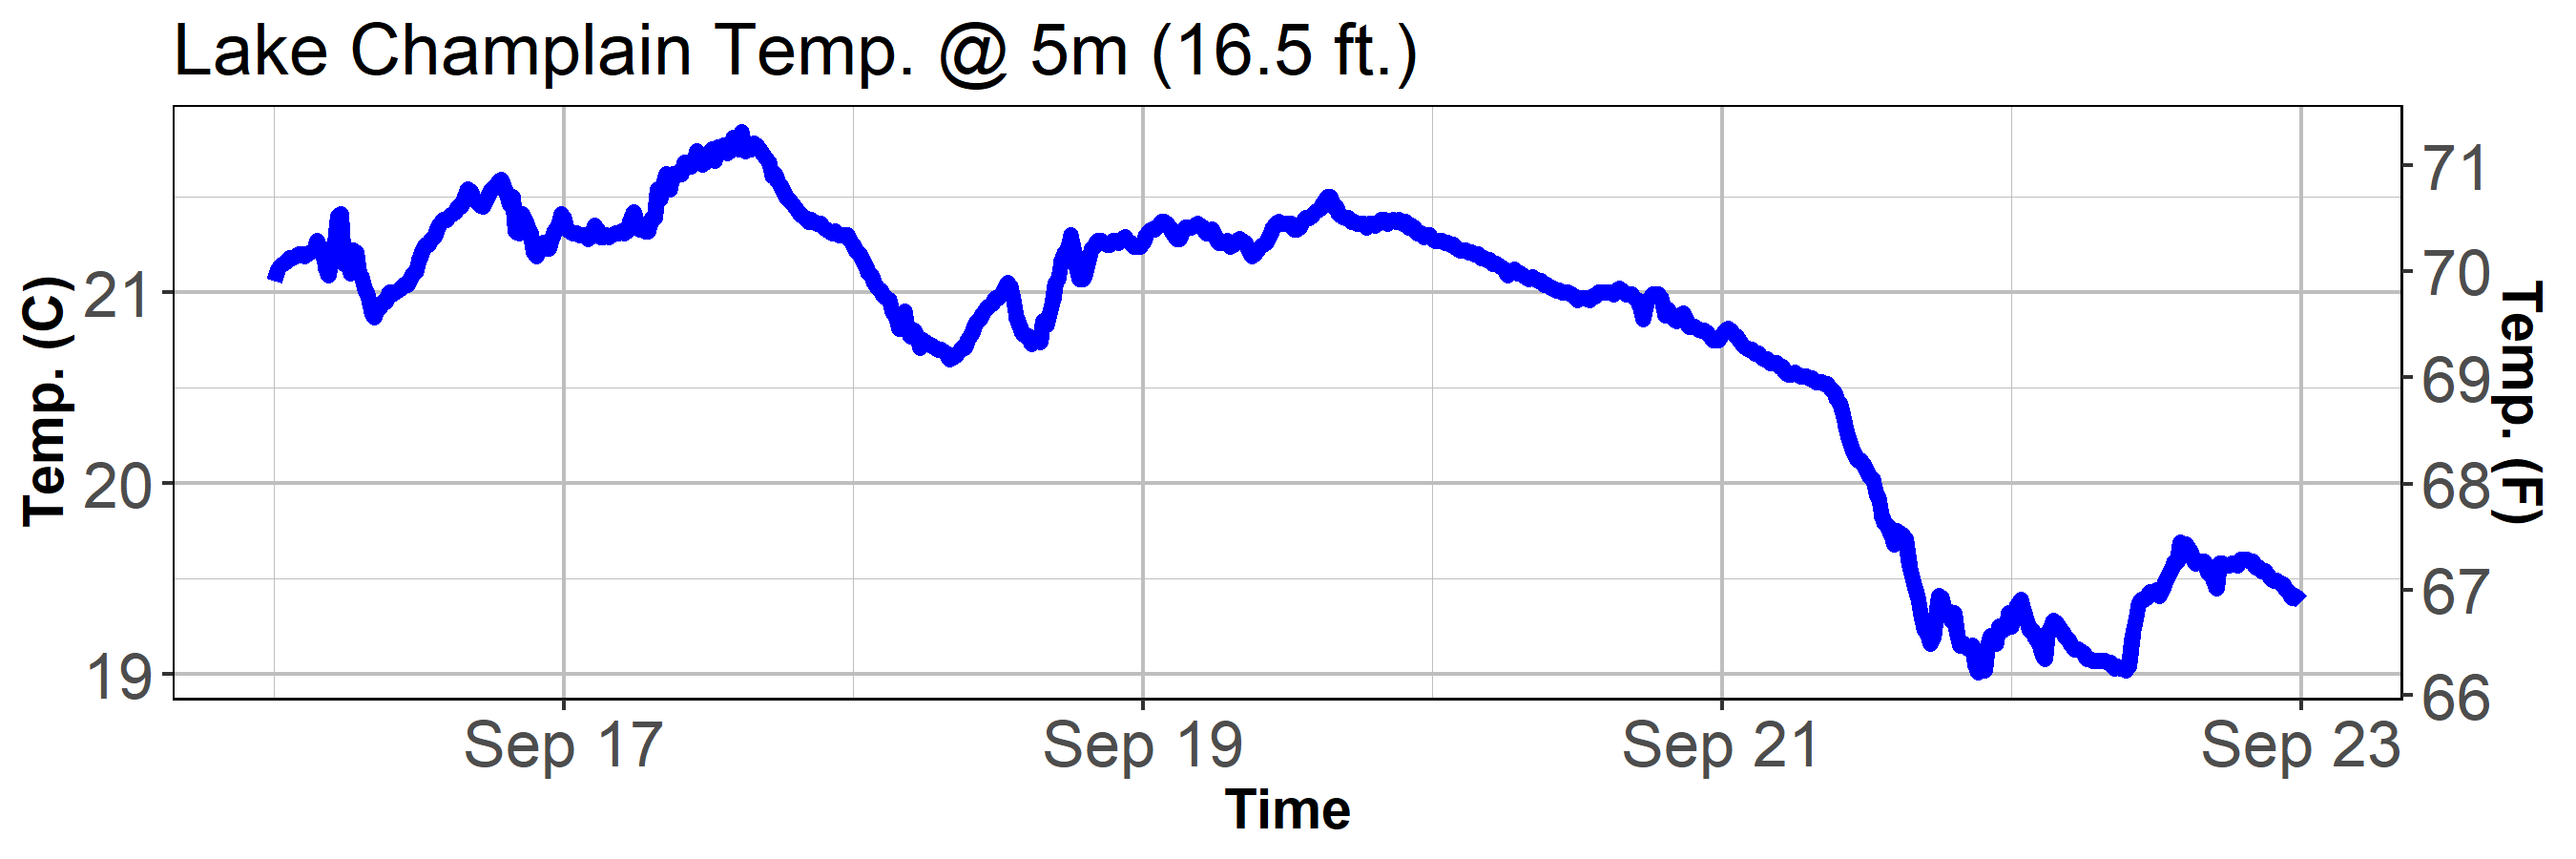 Lake Champlain Temp. @ 5m (16.5 ft.)
Temp. (C)
21
20
19
71
70
69
68
67
66
Temp. (F)
Sep 17 Sep 19 Sep 21 Sep 23
Time